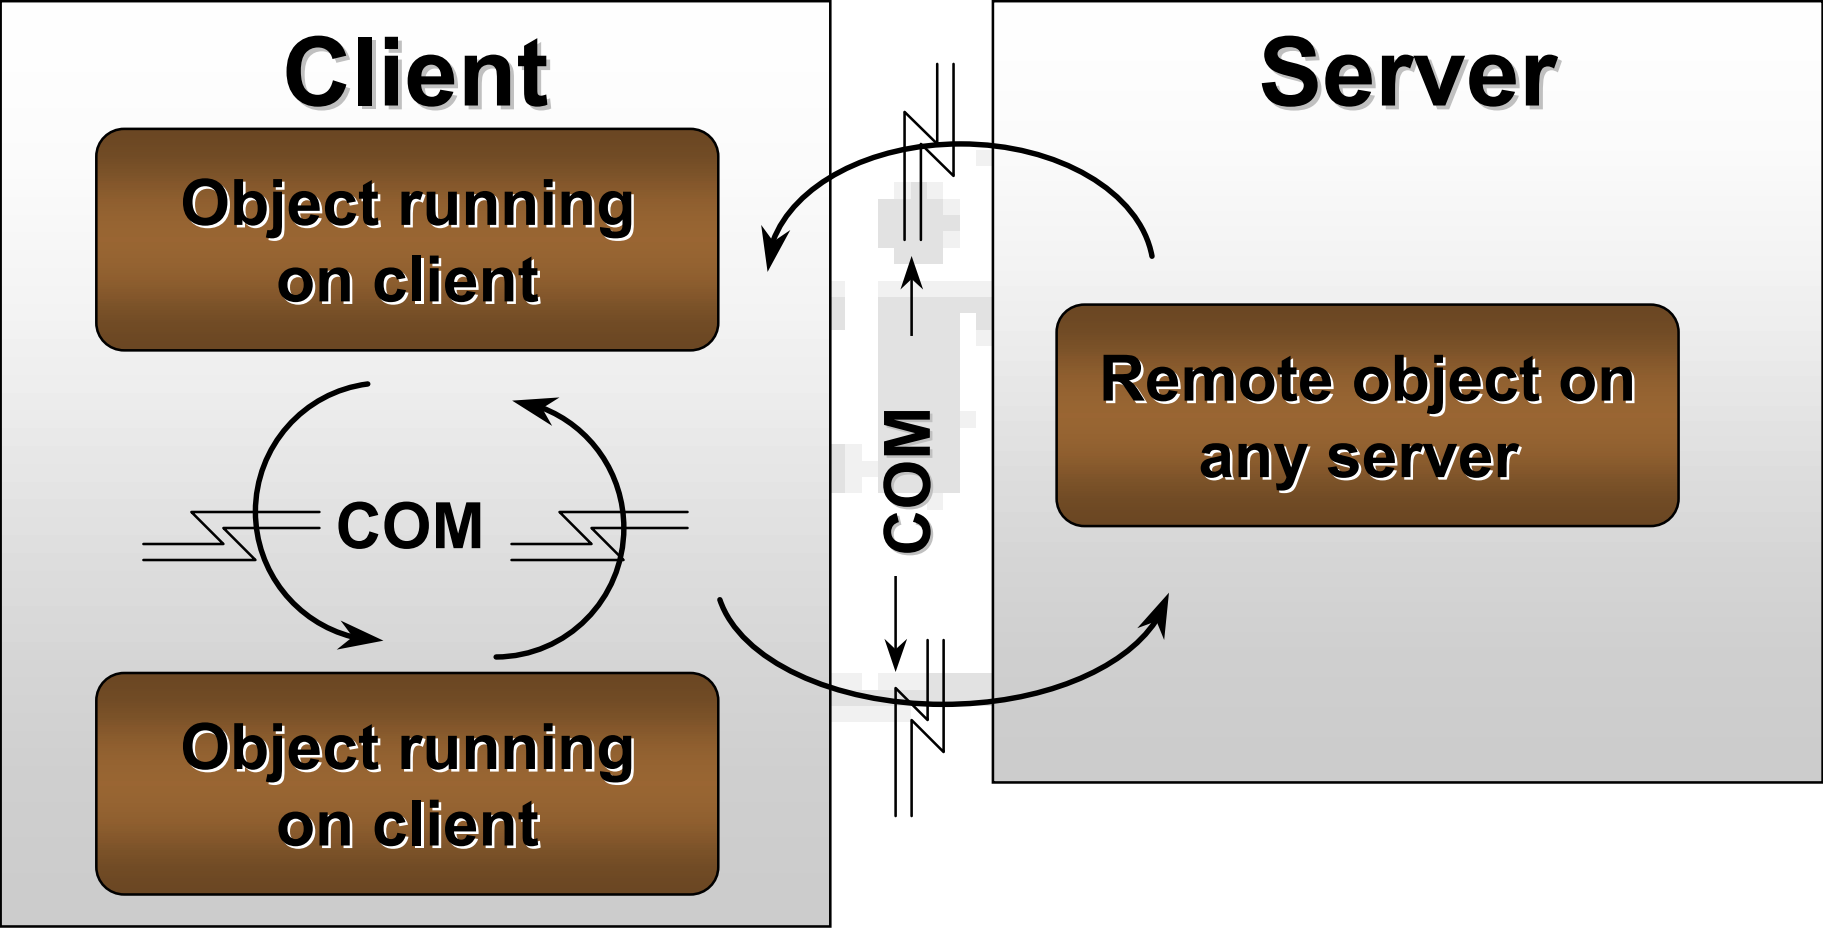 Client
Object running
on client
COM
Object running
on client
COM
Server
Remote object on
any server